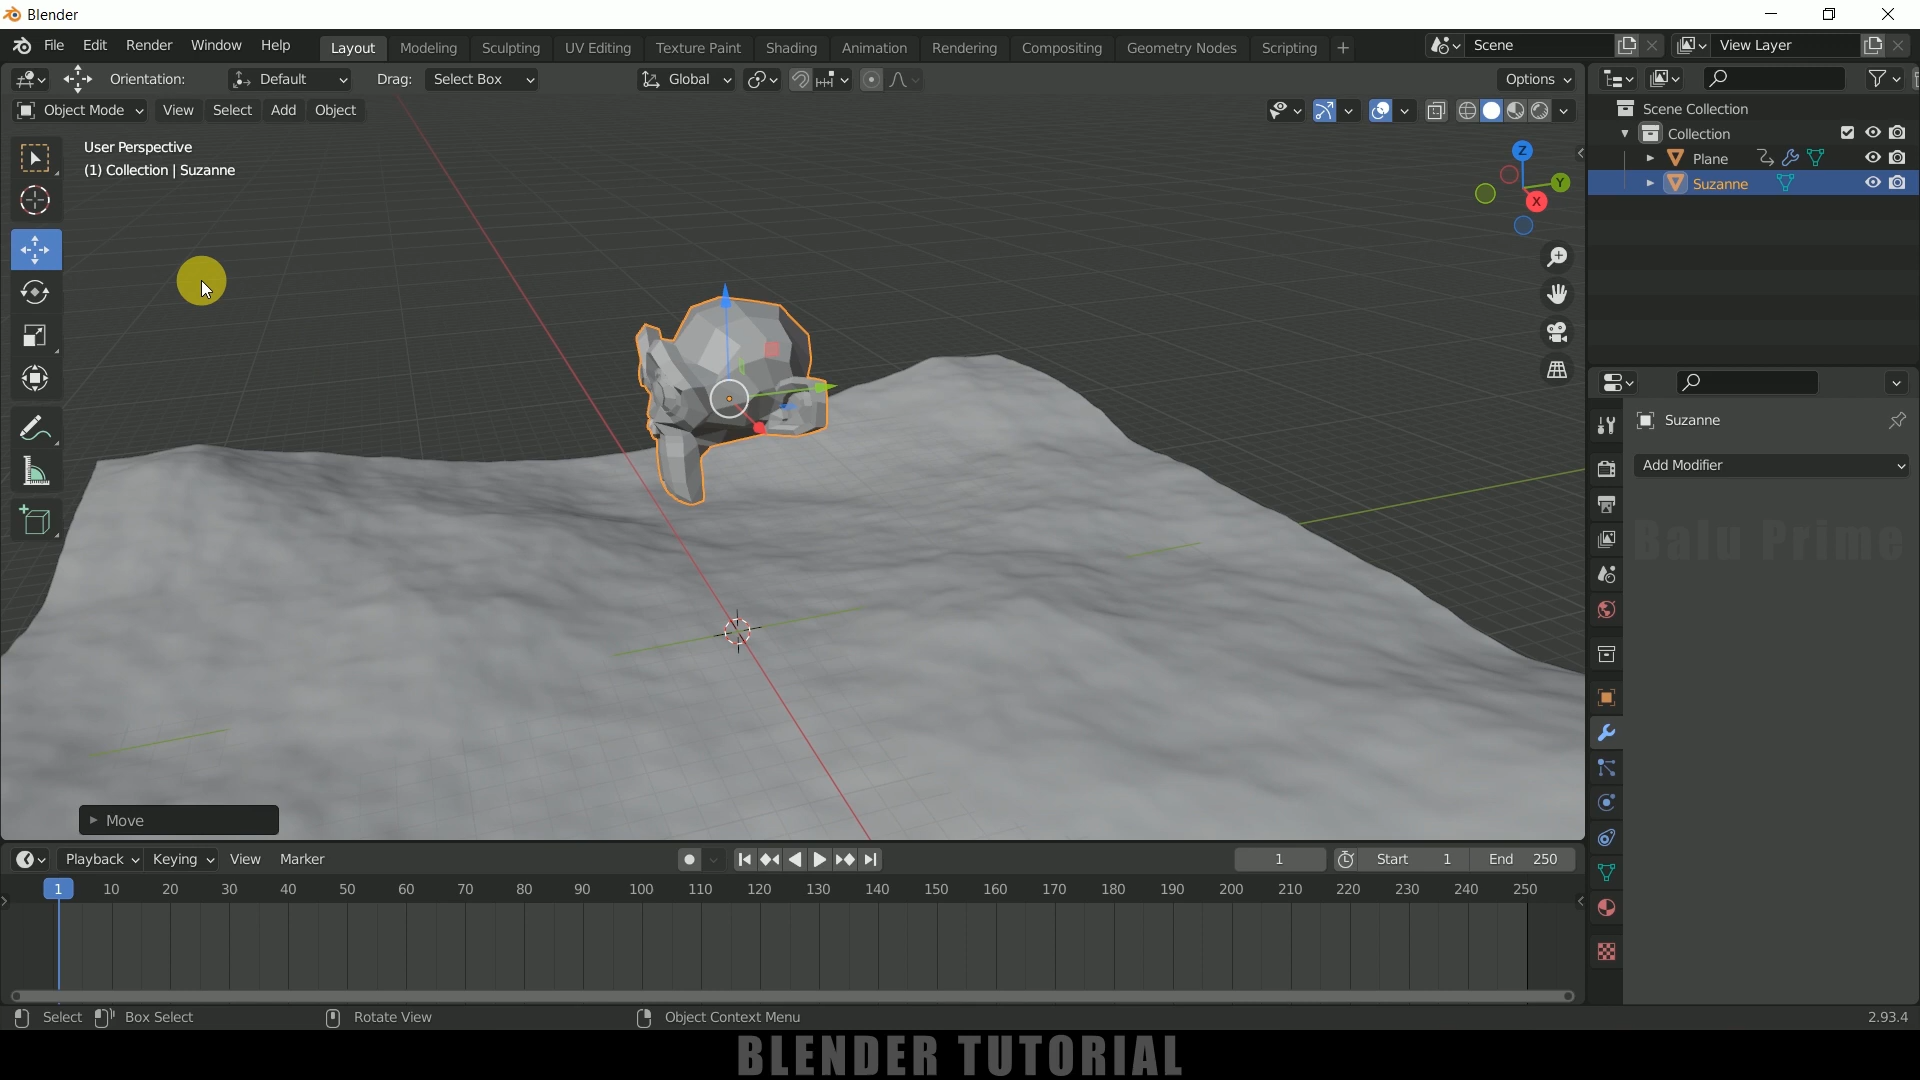 Blender
File Edit Render Window Help Layout Modeling Sculpting UV Editing Texture Paint Shading Animation Rendering Compositing Geometry Nodes Scripting + Scene View Layer
Orientation: Default Drag: Select Box Global Options
Object Mode View Select Add Object
Scene Collection
Collection
Plane
Suzanne
User Perspective
(1) Collection | Suzanne
Z
Y
X
Suzanne
Add Modifier
Balu Prime
Move
Playback Keying View Marker 1 Start 1 End 250
1 10 20 30 40 50 60 70 80 90 100 110 120 130 140 150 160 170 180 190 200 210 220 230 240 250
Select Box Select Rotate View Object Context Menu 2.93.4
BLENDER TUTORIAL